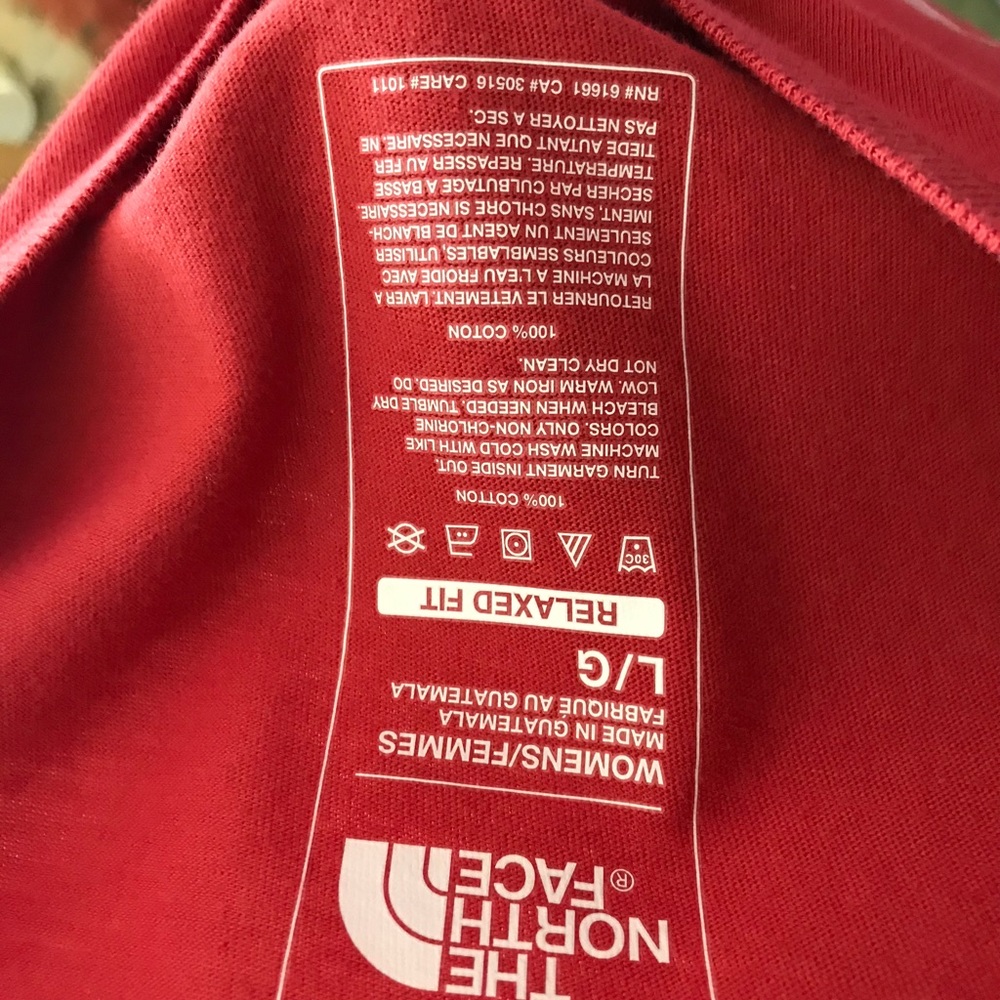 THE
NORTH
FACE®
WOMENS/FEMMES
MADE IN GUATEMALA
FABRIQUÉ AU GUATEMALA
L/G
RELAXED FIT
30C
100% COTTON
TURN GARMENT INSIDE OUT.
MACHINE WASH COLD WITH LIKE
COLORS. ONLY NON-CHLORINE
BLEACH WHEN NEEDED. TUMBLE DRY
LOW. WARM IRON AS DESIRED. DO
NOT DRY CLEAN.
100% COTON
RETOURNER LE VETEMENT. LAVER A
LA MACHINE A L'EAU FROIDE AVEC
COULEURS SEMBLABLES, UTILISER
SEULEMENT UN AGENT DE BLANCH-
IMENT, SANS CHLORE SI NECESSAIRE.
SECHER PAR CULBUTAGE A BASSE
TEMPERATURE. REPASSER AU FER
TIEDE AUTANT QUE NECESSAIRE. NE
PAS NETTOYER A SEC.
RN# 61661 CA# 30516 CARE# 1011